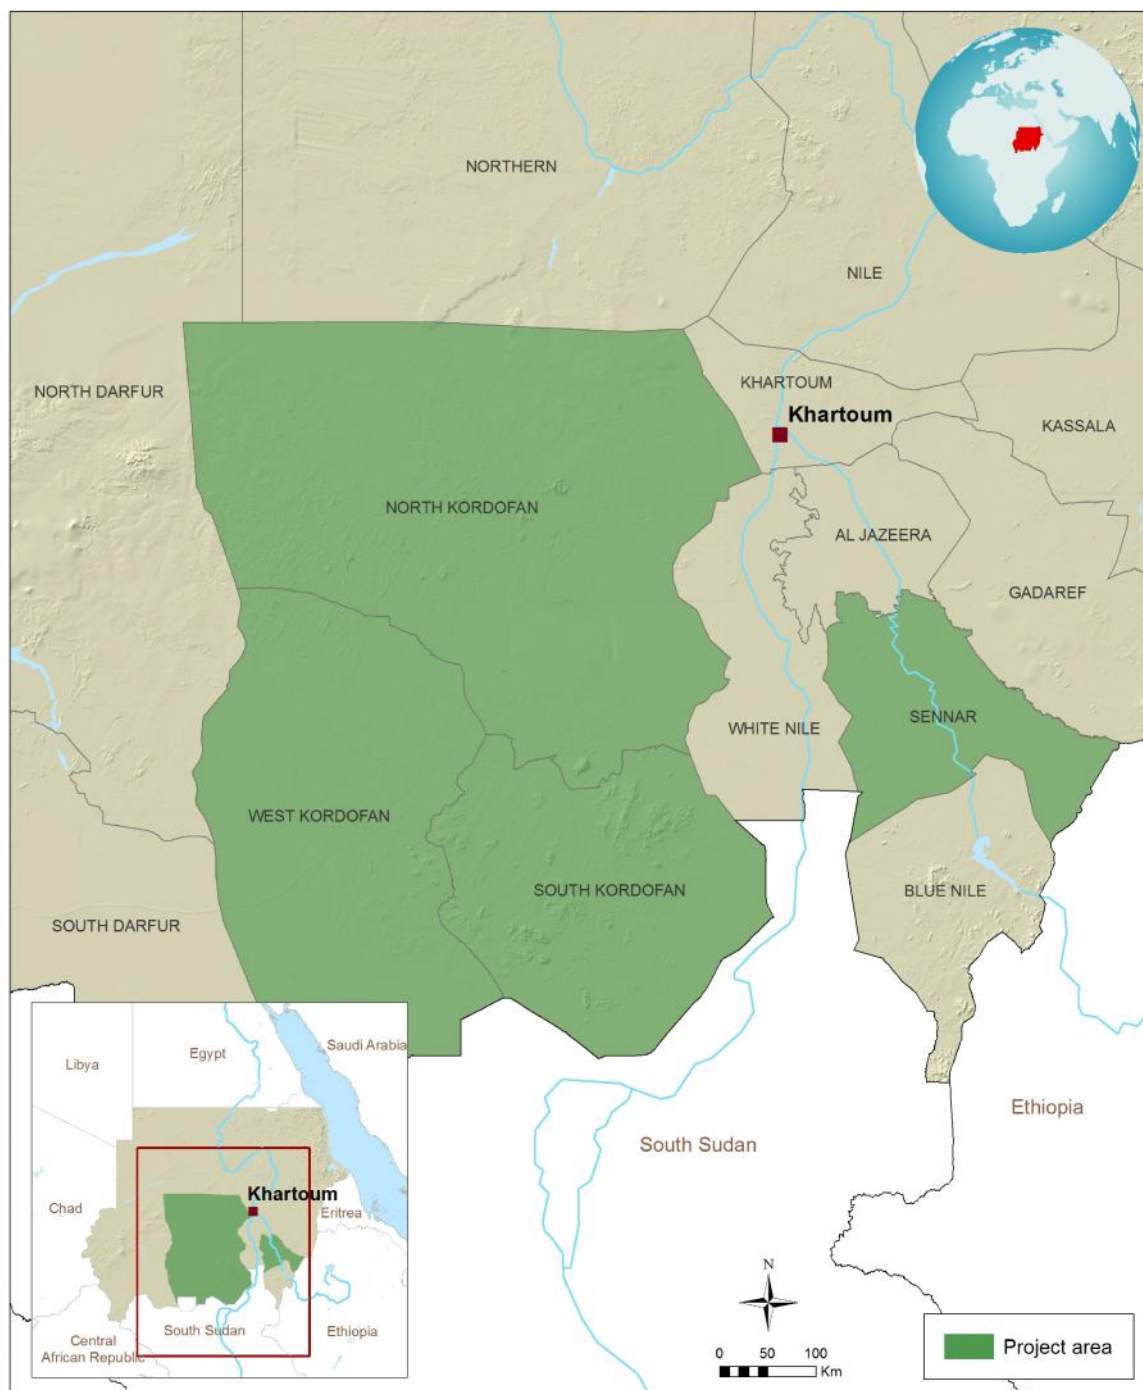 NORTHERN
NILE
NORTH DARFUR
KHARTOUM
Khartoum
KASSALA
NORTH KORDOFAN
AL JAZEERA
GADAREF
SENNAR
WHITE NILE
WEST KORDOFAN
SOUTH KORDOFAN
BLUE NILE
SOUTH DARFUR
South Sudan
Ethiopia
Libya
Egypt
Saudi Arabia
Chad
Khartoum
Eritrea
South Sudan
Ethiopia
Central
African Republic
N
0 50 100
Km
Project area